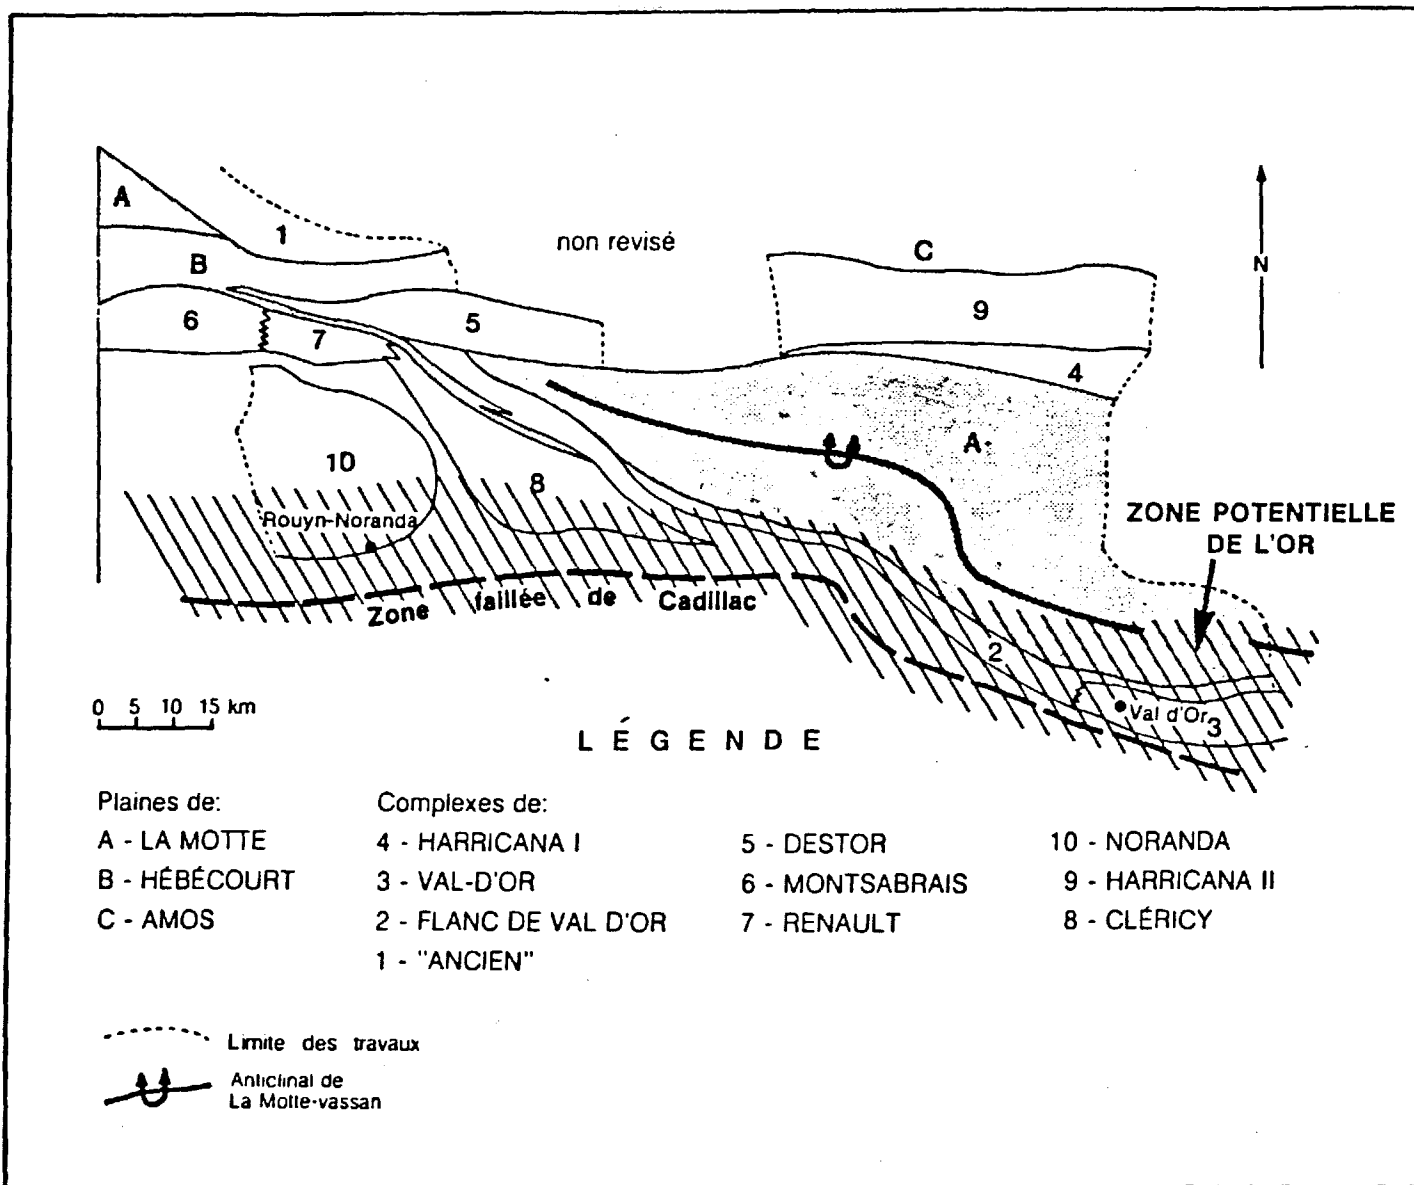 A
1
non revisé
C
N
B
9
6
5
7
4
A
10
8
ZONE POTENTIELLE
DE L'OR
Rouyn-Noranda
Zone faillée de Cadillac
2
Val d'Or
3
0 5 10 15 km
LÉGENDE
Plaines de:
A - LA MOTTE
B - HÉBÉCOURT
C - AMOS
Complexes de:
4 - HARRICANA I
3 - VAL-D'OR
2 - FLANC DE VAL D'OR
1 - "ANCIEN"
5 - DESTOR
6 - MONTSABRAIS
7 - RENAULT
10 - NORANDA
9 - HARRICANA II
8 - CLÉRICY
Limite des travaux
Anticlinal de
La Motte-vassan